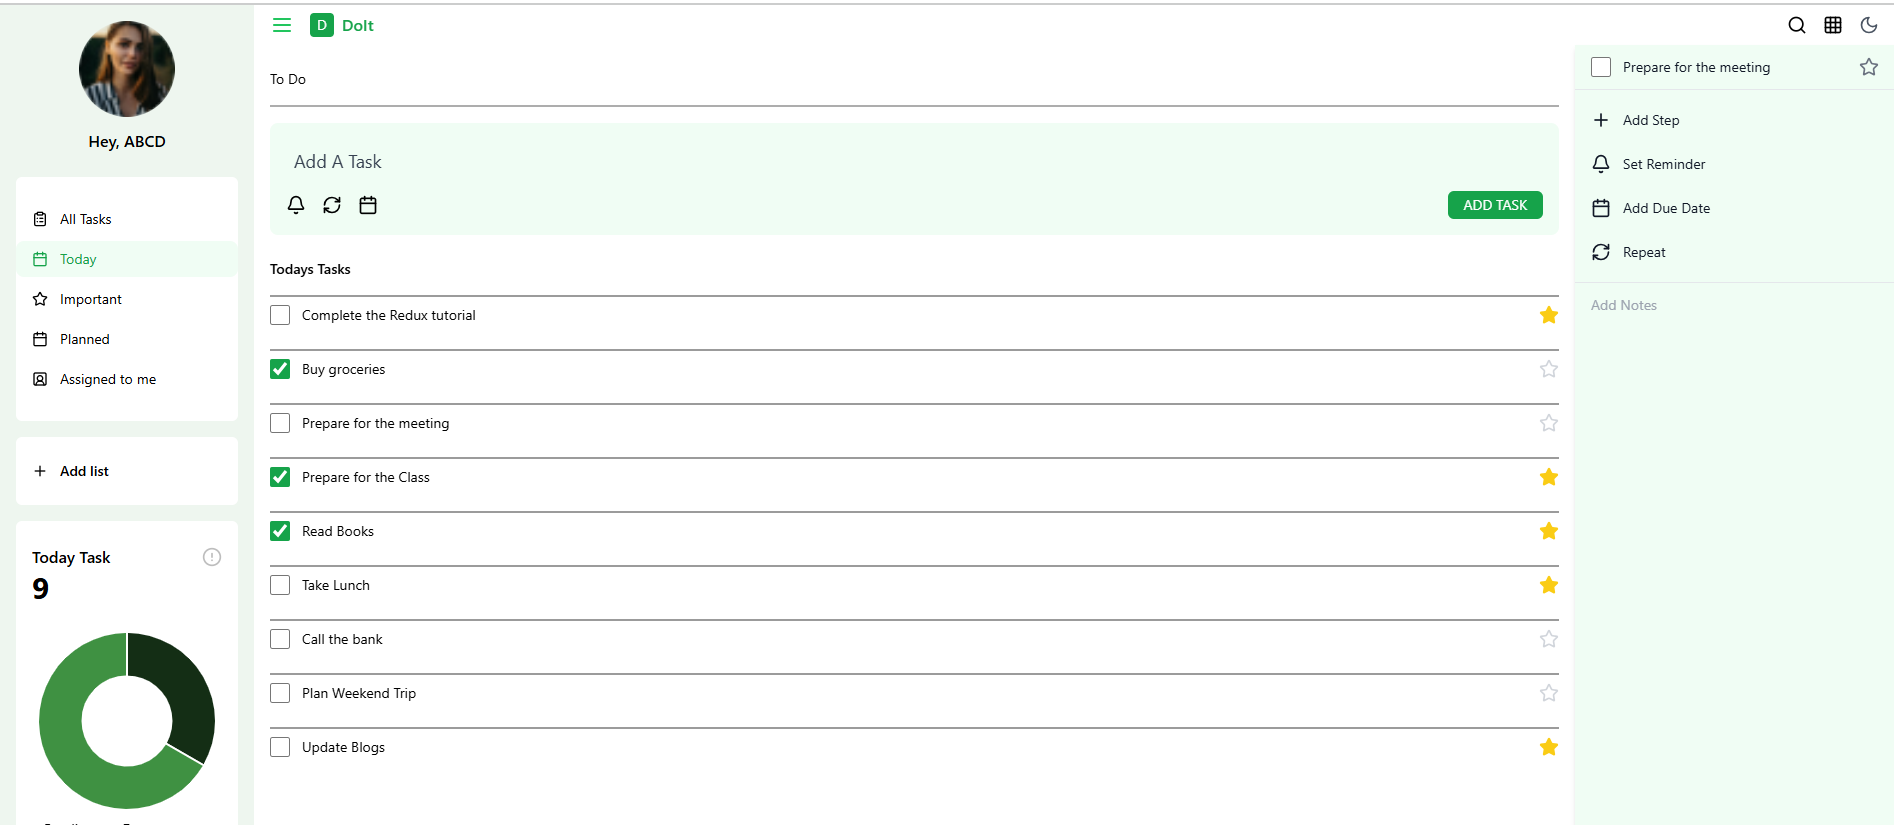 Hey, ABCD
All Tasks
Today
Important
Planned
Assigned to me
Add list
Today Task
9
D DoIt
To Do
Add A Task
ADD TASK
Todays Tasks
Complete the Redux tutorial
Buy groceries
Prepare for the meeting
Prepare for the Class
Read Books
Take Lunch
Call the bank
Plan Weekend Trip
Update Blogs
Prepare for the meeting
Add Step
Set Reminder
Add Due Date
Repeat
Add Notes